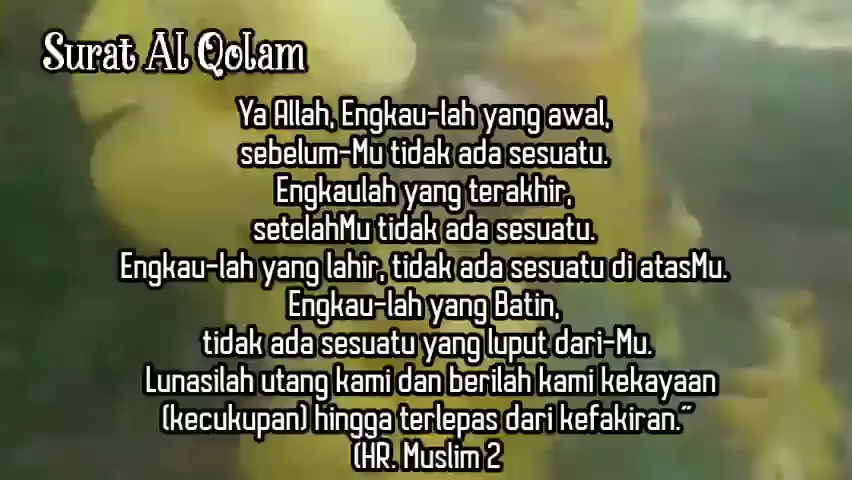 Surat Al Qolam
Ya Allah, Engkau-lah yang awal,
sebelum-Mu tidak ada sesuatu.
Engkaulah yang terakhir,
setelahMu tidak ada sesuatu.
Engkau-lah yang lahir, tidak ada sesuatu di atasMu.
Engkau-lah yang Batin,
tidak ada sesuatu yang luput dari-Mu.
Lunasilah utang kami dan berilah kami kekayaan
(kecukupan) hingga terlepas dari kefakiran.”
(HR. Muslim 2